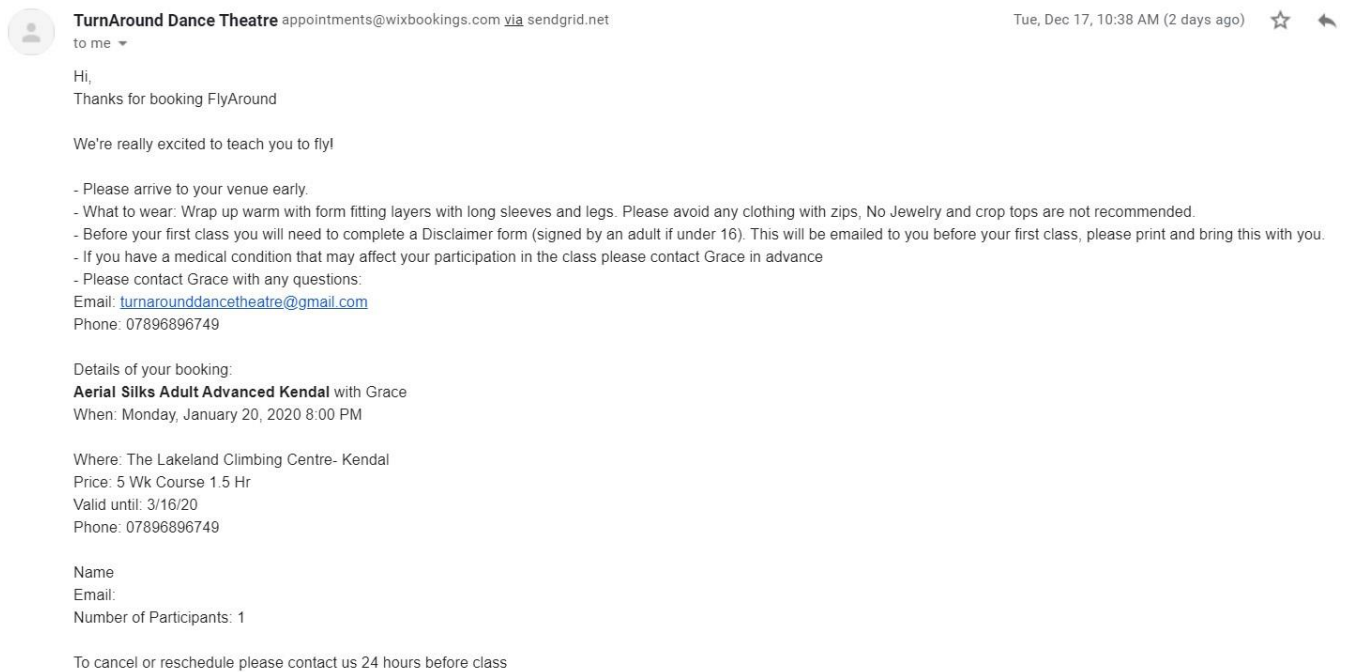 TurnAround Dance Theatre appointments@wixbookings.com via sendgrid.net Tue, Dec 17, 10:38 AM (2 days ago)
to me
Hi,
Thanks for booking FlyAround
We're really excited to teach you to fly!
- Please arrive to your venue early.
- What to wear: Wrap up warm with form fitting layers with long sleeves and legs. Please avoid any clothing with zips, No Jewelry and crop tops are not recommended.
- Before your first class you will need to complete a Disclaimer form (signed by an adult if under 16). This will be emailed to you before your first class, please print and bring this with you.
- If you have a medical condition that may affect your participation in the class please contact Grace in advance
- Please contact Grace with any questions:
Email: turnarounddancetheatre@gmail.com
Phone: 07896896749
Details of your booking:
Aerial Silks Adult Advanced Kendal with Grace
When: Monday, January 20, 2020 8:00 PM
Where: The Lakeland Climbing Centre- Kendal
Price: 5 Wk Course 1.5 Hr
Valid until: 3/16/20
Phone: 07896896749
Name
Email:
Number of Participants: 1
To cancel or reschedule please contact us 24 hours before class